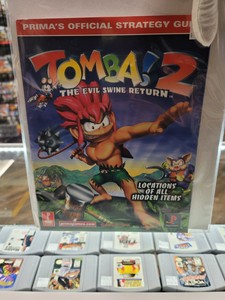 PRIMA'S OFFICIAL STRATEGY GUI
TOMBA! 2
THE EVIL SWINE RETURN
LOCATIONS
OF ALL
HIDDEN ITEMS